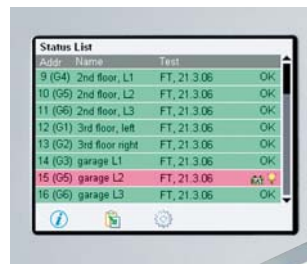 Status List
Addr Name Test
9 (G4) 2nd floor, L1 FT, 21.3.06 OK
10 (G5) 2nd floor, L2 FT, 21.3.06 OK
11 (G6) 2nd floor, L3 FT, 21.3.06 OK
12 (G1) 3rd floor, left FT, 21.3.06 OK
13 (G2) 3rd floor right FT, 21.3.06 OK
14 (G3) garage L1 FT, 21.3.06 OK
15 (G5) garage L2 FT, 21.3.06
16 (G6) garage L3 FT, 21.3.06 OK